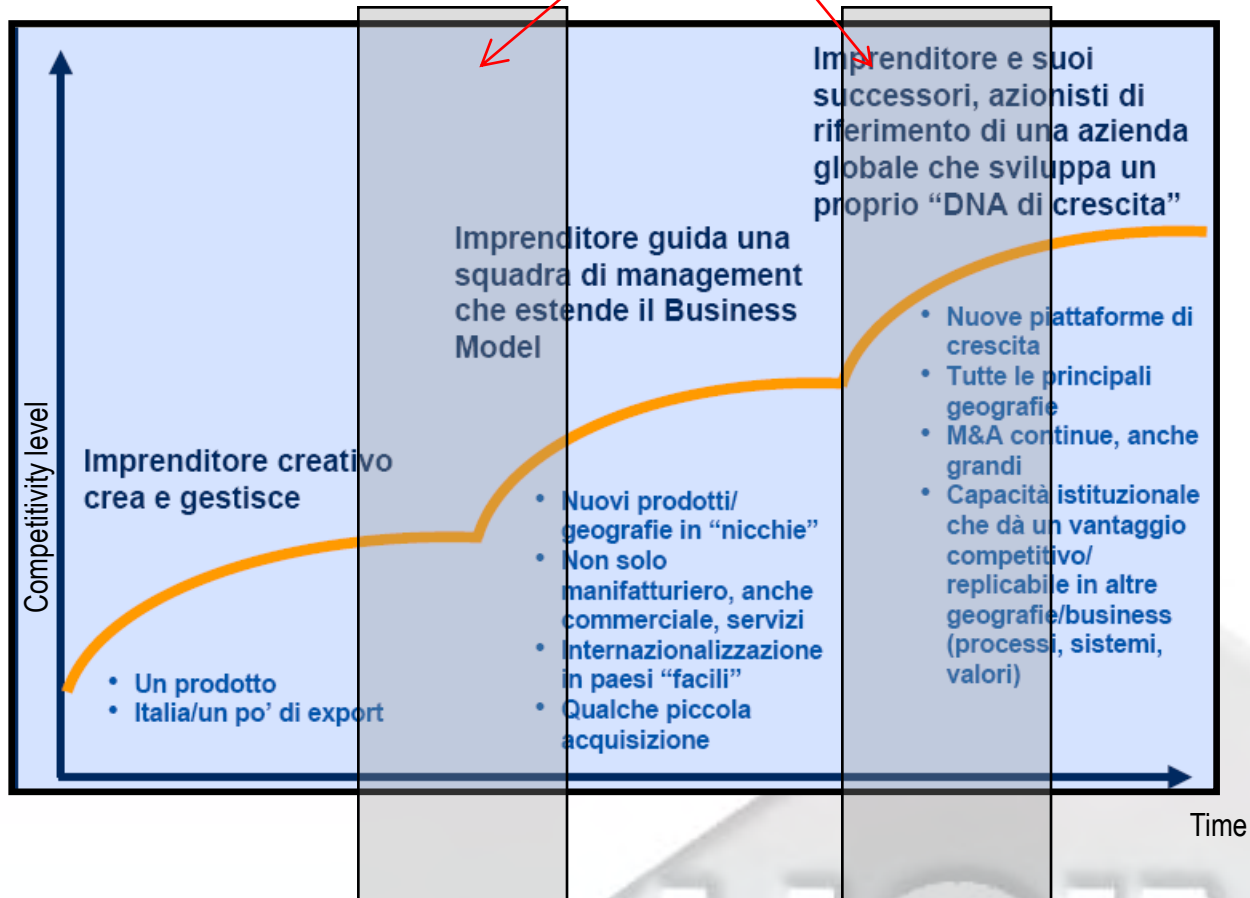 Imprenditore e suoi
successori, azionisti di
riferimento di una azienda
globale che sviluppa un
proprio “DNA di crescita”
Imprenditore guida una
squadra di management
che estende il Business
Model
Imprenditore creativo
crea e gestisce
• Un prodotto
• Italia/un po’ di export
• Nuovi prodotti/
geografie in “nicchie”
• Non solo
manifatturiero, anche
commerciale, servizi
• Internazionalizzazione
in paesi “facili”
• Qualche piccola
acquisizione
• Nuove piattaforme di
crescita
• Tutte le principali
geografie
• M&A continue, anche
grandi
• Capacità istituzionale
che dà un vantaggio
competitivo/
replicabile in altre
geografie/business
(processi, sistemi,
valori)
Competitivity level
Time